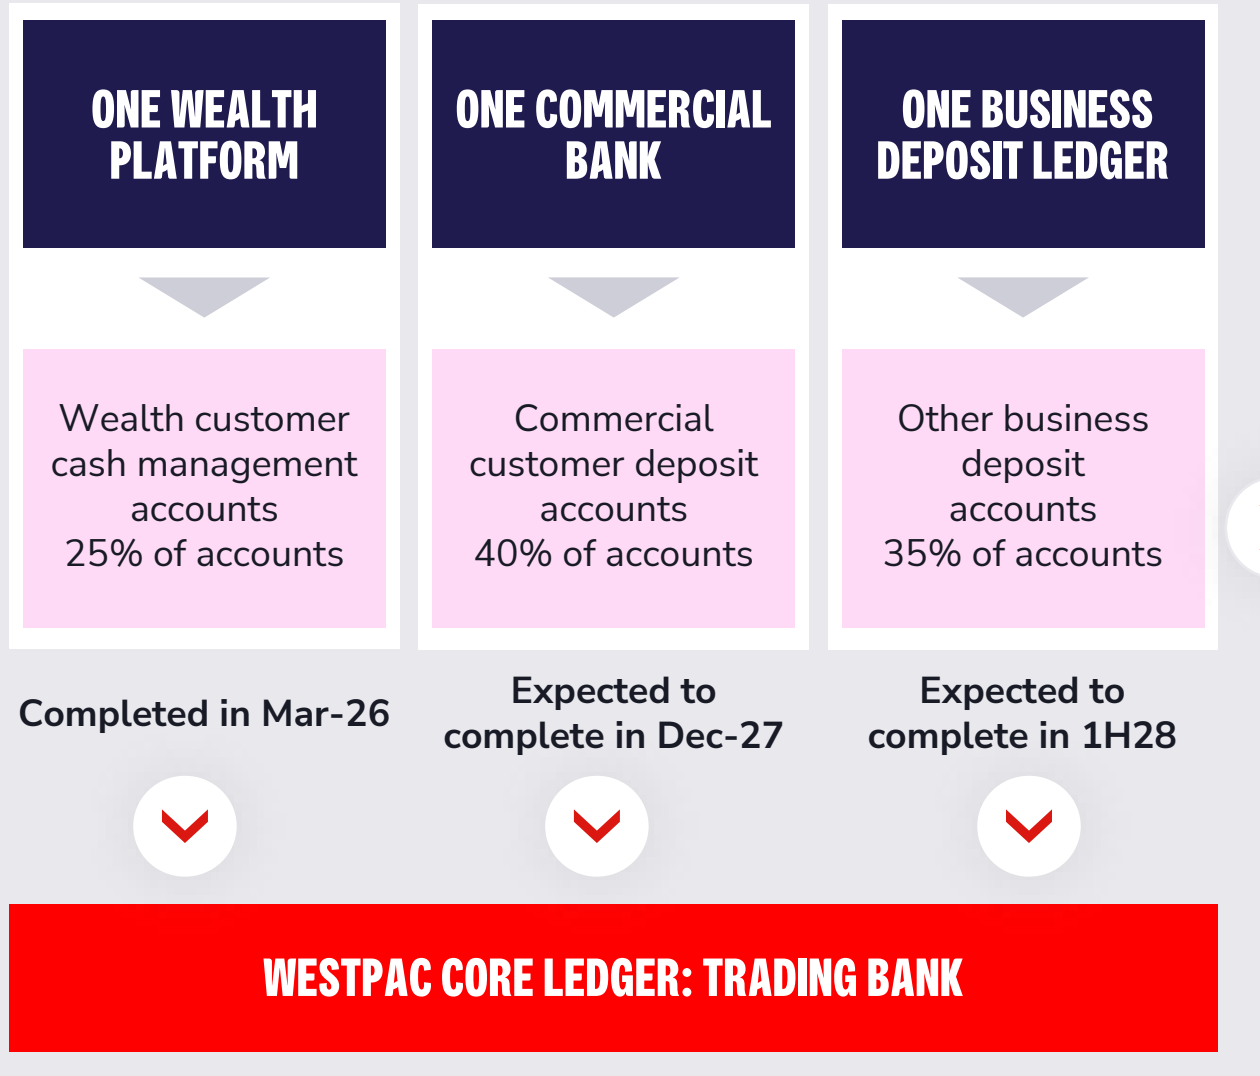 ONE WEALTH
PLATFORM
Wealth customer
cash management
accounts
25% of accounts
Completed in Mar-26
ONE COMMERCIAL
BANK
Commercial
customer deposit
accounts
40% of accounts
Expected to
complete in Dec-27
ONE BUSINESS
DEPOSIT LEDGER
Other business
deposit
accounts
35% of accounts
Expected to
complete in 1H28
WESTPAC CORE LEDGER: TRADING BANK